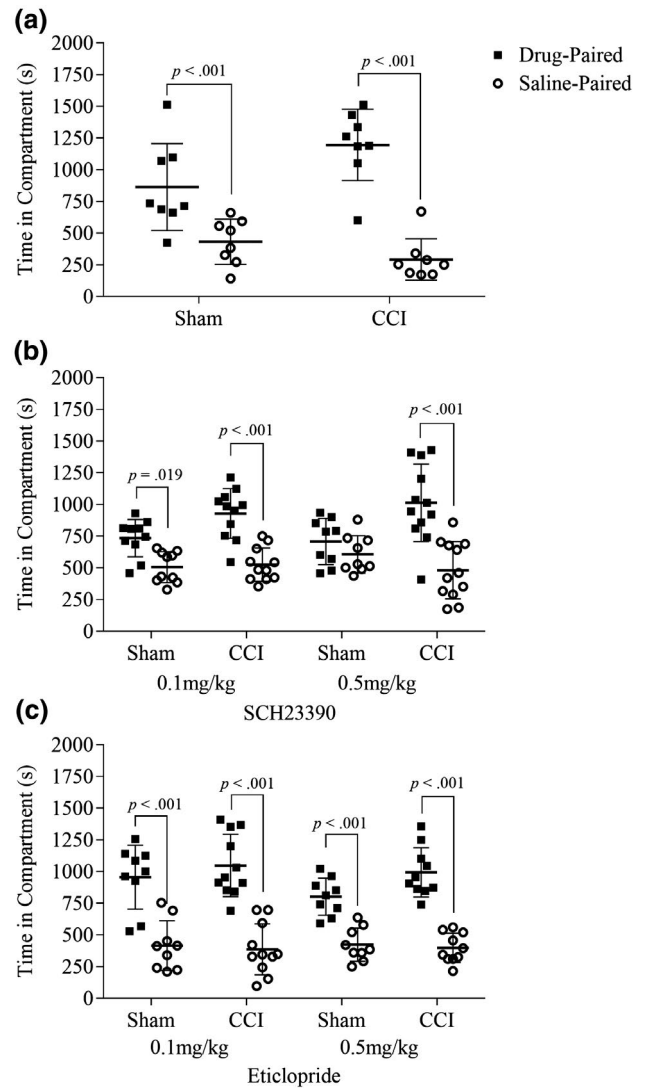 (a)
Time in Compartment (s)
2000
1750
1500
1250
1000
750
500
250
0
p < .001
p < .001
Sham
CCI
Drug-Paired
Saline-Paired
(b)
Time in Compartment (s)
2000
1750
1500
1250
1000
750
500
250
0
p = .019
p < .001
p < .001
Sham
CCI
Sham
CCI
0.1mg/kg
0.5mg/kg
SCH23390
(c)
Time in Compartment (s)
2000
1750
1500
1250
1000
750
500
250
0
p < .001
p < .001
p < .001
p < .001
Sham
CCI
Sham
CCI
0.1mg/kg
0.5mg/kg
Eticlopride